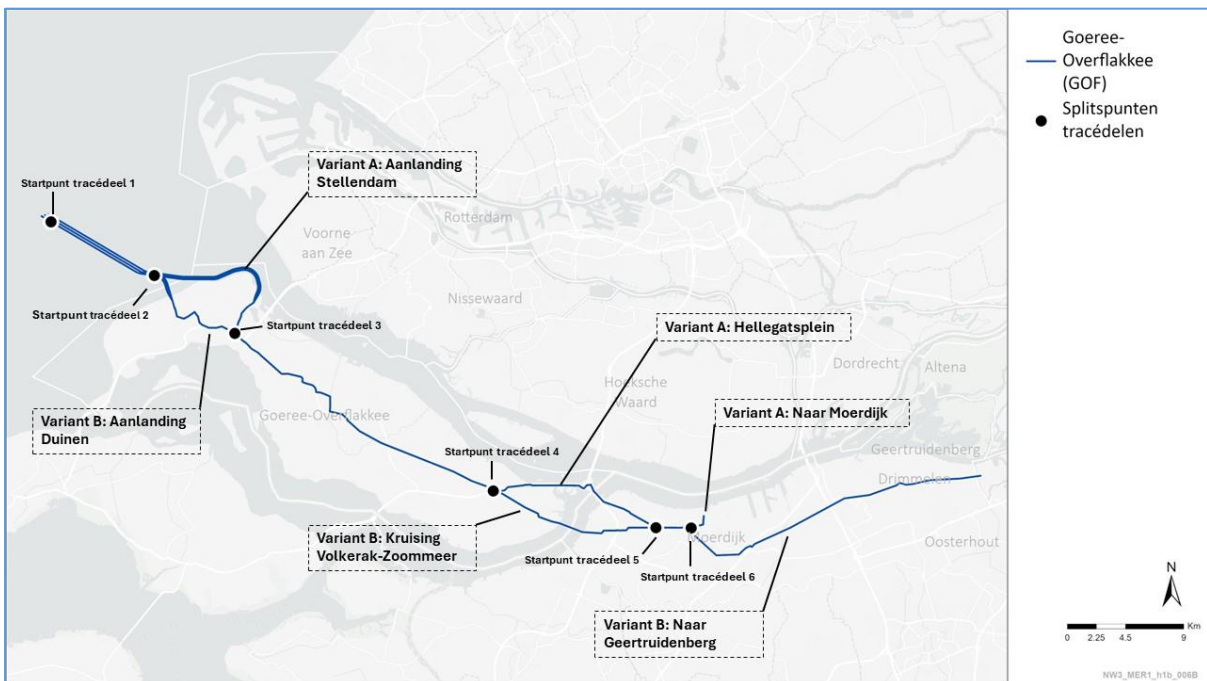 Goeree-
Overflakkee
(GOF)
Splitspunten
tracédelen
Variant A: Aanlanding
Stellendam
Startpunt tracédeel 1
Rotterdam
Voorne
aan Zee
Nissewaard
Startpunt tracédeel 2
Startpunt tracédeel 3
Variant A: Hellegatsplein
Dordrecht
Altena
Hoeksche
Waard
Variant B: Aanlanding
Duinen
Goeree-Overflakkee
Variant A: Naar Moerdijk
Startpunt tracédeel 4
Geertruidenberg
Drimmelen
Variant B: Kruising
Volkerak-Zoommeer
Moerdijk
Oosterhout
Startpunt tracédeel 5
Startpunt tracédeel 6
Variant B: Naar
Geertruidenberg
N
Km
0 2.25 4.5 9
NW3_MER1_h1b_006B